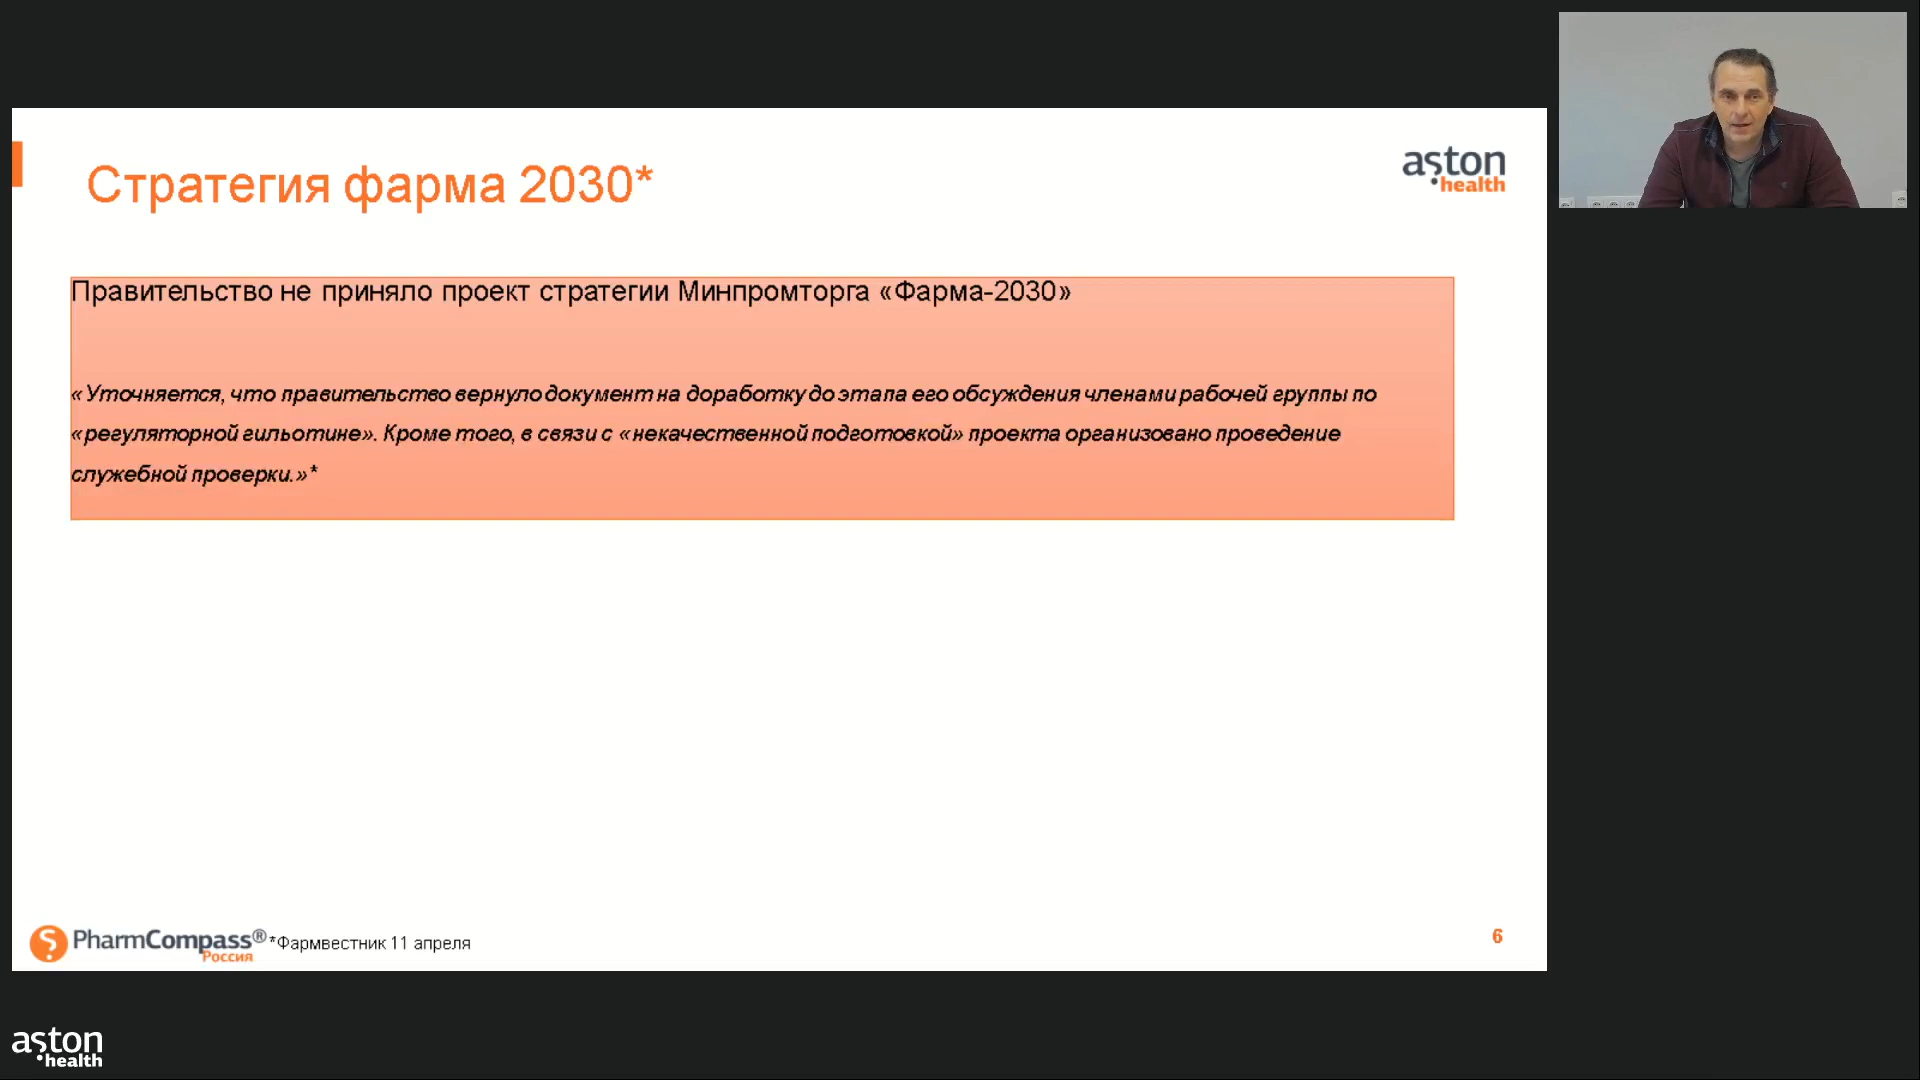 Стратегия фарма 2030*
aston
health
Правительство не приняло проект стратегии Минпромторга «Фарма-2030»
«Уточняется, что правительство вернуло документ на доработку до этапа его обсуждения членами рабочей группы по
«регуляторной гильотине». Кроме того, в связи с «некачественной подготовкой» проекта организовано проведение
служебной проверки.»*
PharmCompass® *Фармвестник 11 апреля
Россия
6
aston
health